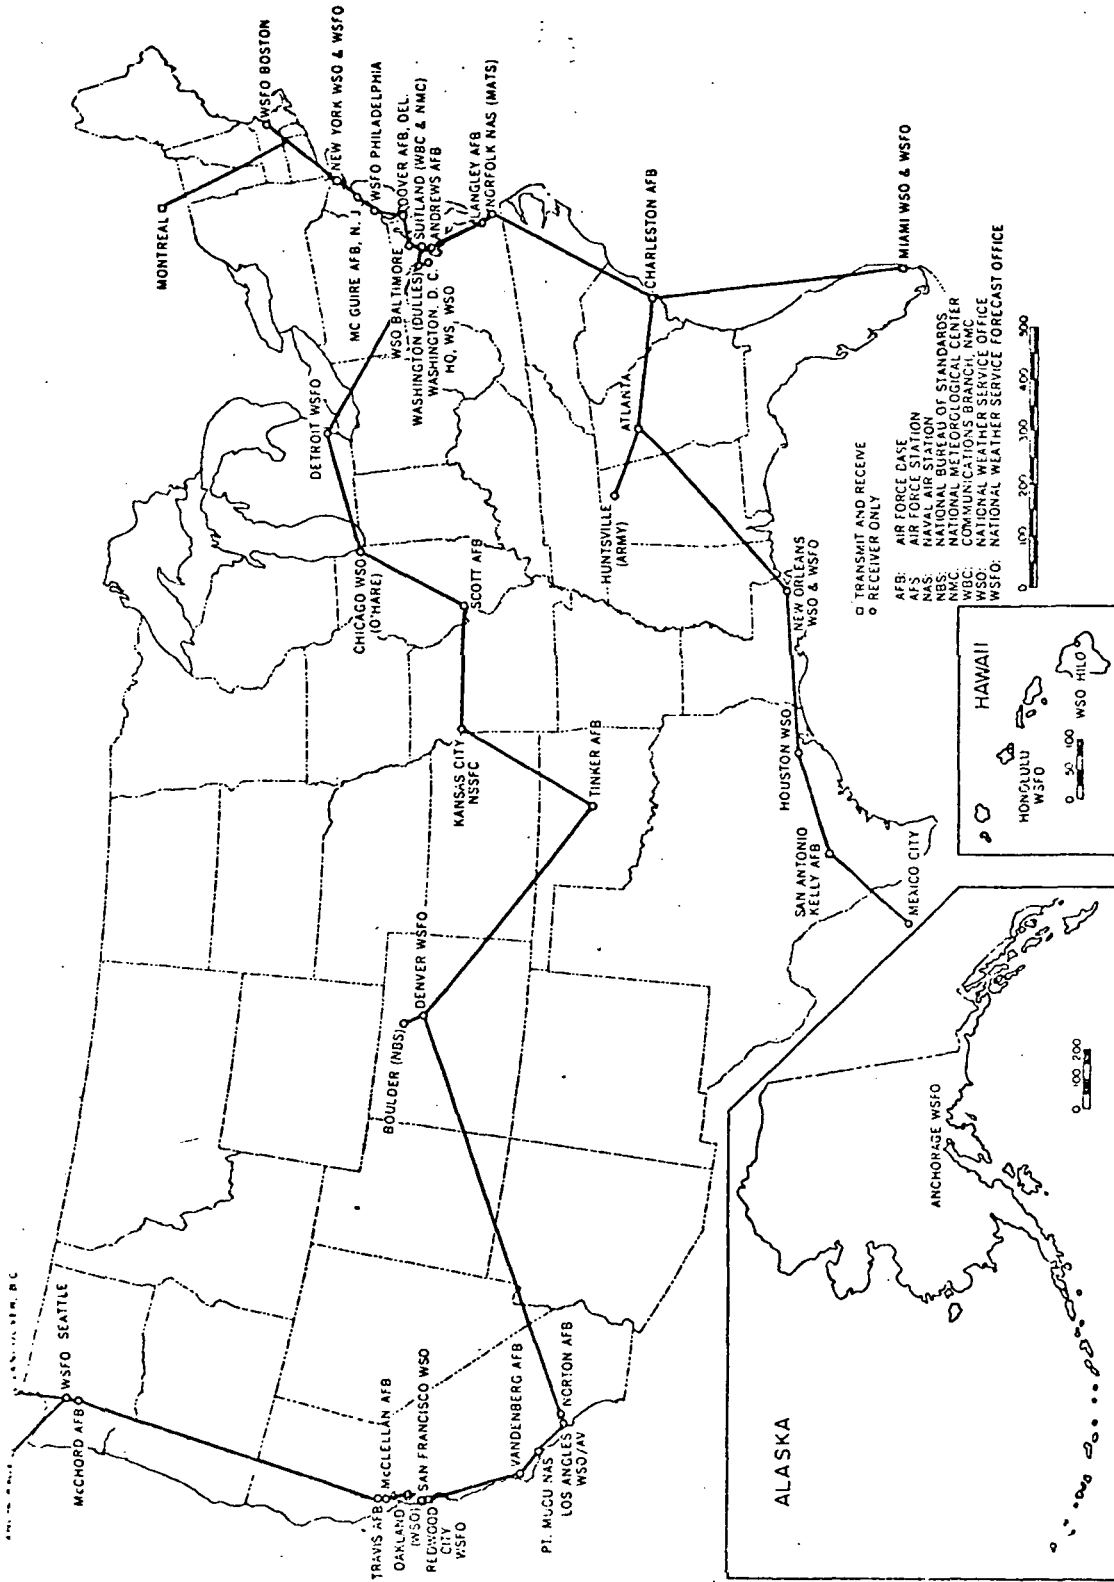 WSFO SEATTLE
McCHORD AFB
TRAVIS AFB
McCLELLAN AFB
OAKLAND
(WSO)
SAN FRANCISCO WSO
REDWOOD
CITY
WSFO
VANDENBERG AFB
PT. MUGU NAS
LOS ANGLES
WSO/AV
NORTON AFB
BOULDER (NBS)
DENVER WSFO
TINKER AFB
KANSAS CITY
NSSFC
SCOTT AFB
CHICAGO WSO
(O'HARE)
DETROIT WSFO
MONTREAL
WSFO BOSTON
NEW YORK WSO & WSFO
MC GUIRE AFB, N. J.
WSFO PHILADELPHIA
DOVER AFB, DEL.
WSO BALTIMORE
SUITLAND (WBC & NMC)
WASHINGTON (DULLES)
ANDREWS AFB
WASHINGTON, D. C.
HQ, WS, WSO
LANGLEY AFB
NORFOLK NAS (MATS)
CHARLESTON AFB
ATLANTA
HUNTSVILLE
(ARMY)
MIAMI WSO & WSFO
NEW ORLEANS
WSO & WSFO
HOUSTON WSO
SAN ANTONIO
KELLY AFB
MEXICO CITY
□ TRANSMIT AND RECEIVE
○ RECEIVER ONLY
AFB: AIR FORCE BASE
AFS AIR FORCE STATION
NAS: NAVAL AIR STATION
NBS: NATIONAL BUREAU OF STANDARDS
NMC: NATIONAL METEOROLOGICAL CENTER
WBC: COMMUNICATIONS BRANCH, NMC
WSO: NATIONAL WEATHER SERVICE OFFICE
WSFO: NATIONAL WEATHER SERVICE FORECAST OFFICE
0 100 200 300 400 500
ALASKA
ANCHORAGE WSFO
0 100 200
HAWAII
HONOLULU
WSFO
WSO HILO
0 50 100